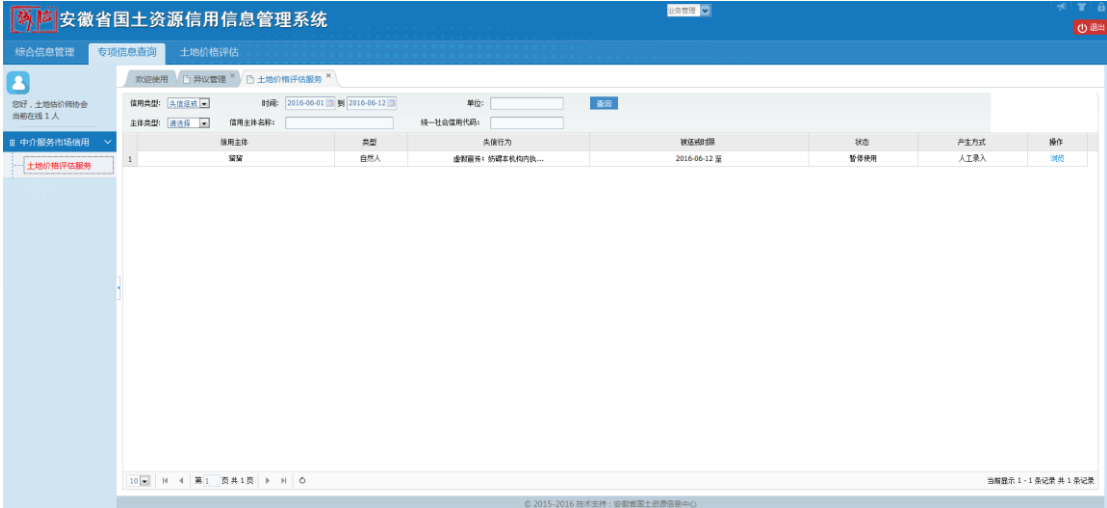 诚信 安徽省国土资源信用信息管理系统
业务管理
退出
综合信息管理 专项信息查询 土地价格评估
您好，土地估价师协会
当前在线 1 人
中介服务市场信用
土地价格评估服务
欢迎使用 异议管理 × 土地价格评估服务 ×
信用类型: 失信惩戒 时间: 2016-06-01 到 2016-06-12 单位: 查询
主体类型: 请选择 信用主体名称: 统一社会信用代码:
信用主体 类型 失信行为 被惩戒时限 状态 产生方式 操作
1 留留 自然人 虚假宣传：妨碍本机构内执... 2016-06-12 至 暂停使用 人工录入 浏览
10 第 1 页 共 1 页
当前显示 1 - 1 条记录 共 1 条记录
© 2015-2016 技术支持：安徽省国土资源信息中心